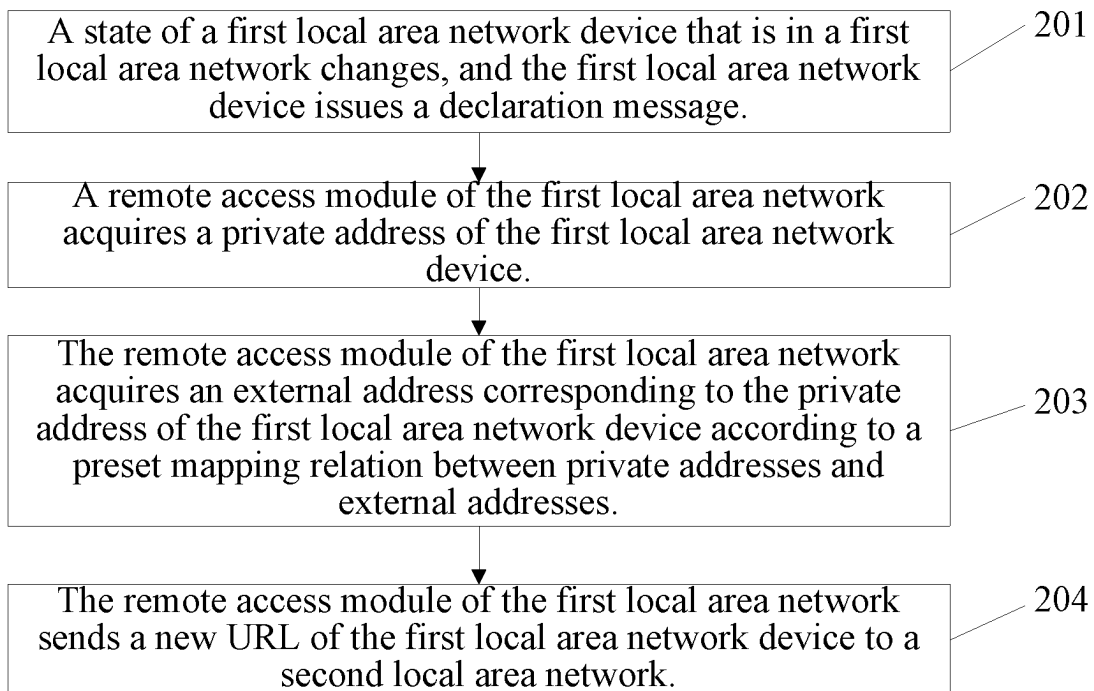 A state of a first local area network device that is in a first
local area network changes, and the first local area network
device issues a declaration message.
201
A remote access module of the first local area network
acquires a private address of the first local area network
device.
202
The remote access module of the first local area network
acquires an external address corresponding to the private
address of the first local area network device according to a
preset mapping relation between private addresses and
external addresses.
203
The remote access module of the first local area network
sends a new URL of the first local area network device to a
second local area network.
204